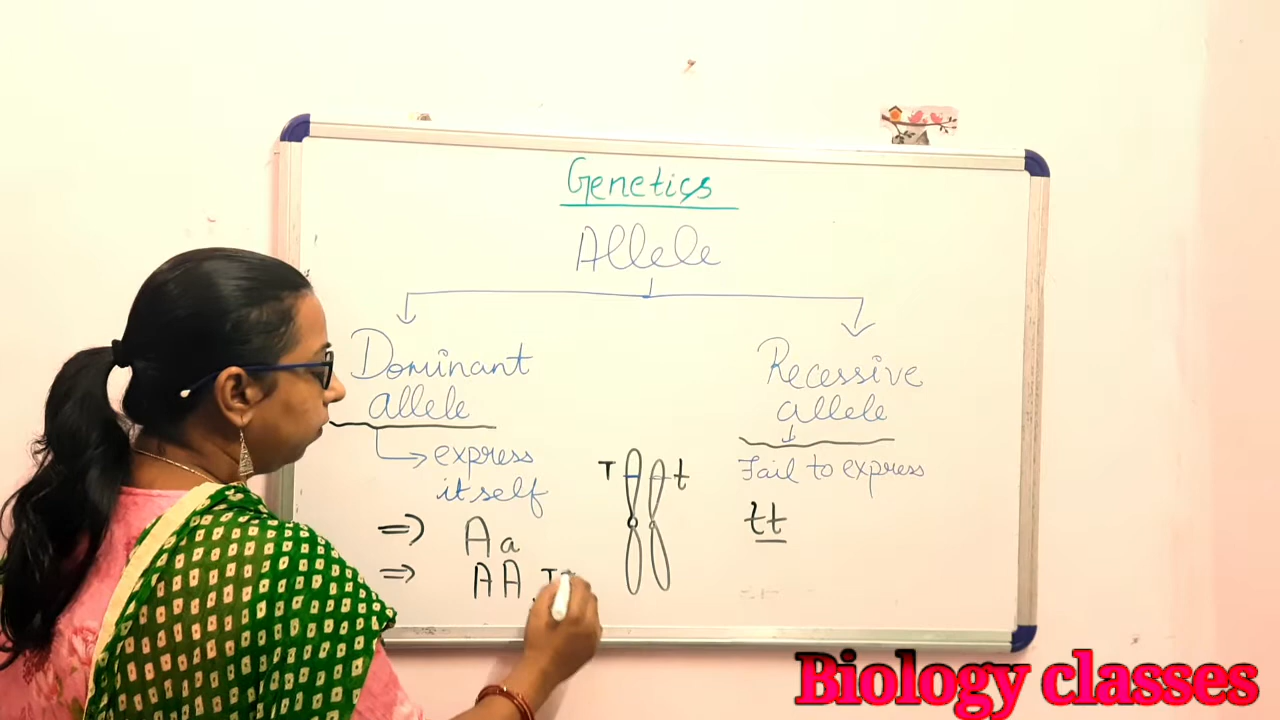 Genetics
Allele
Dominant
allele
express
itself
=> Aa
=> AA
T t
Recessive
allele
Fail to express
tt
Biology classes